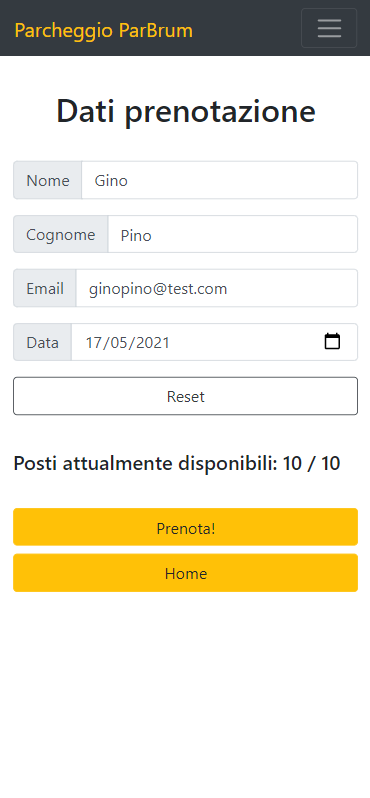 Parcheggio ParBrum
Dati prenotazione
Nome Gino
Cognome Pino
Email ginopino@test.com
Data 17/05/2021
Reset
Posti attualmente disponibili: 10 / 10
Prenota!
Home